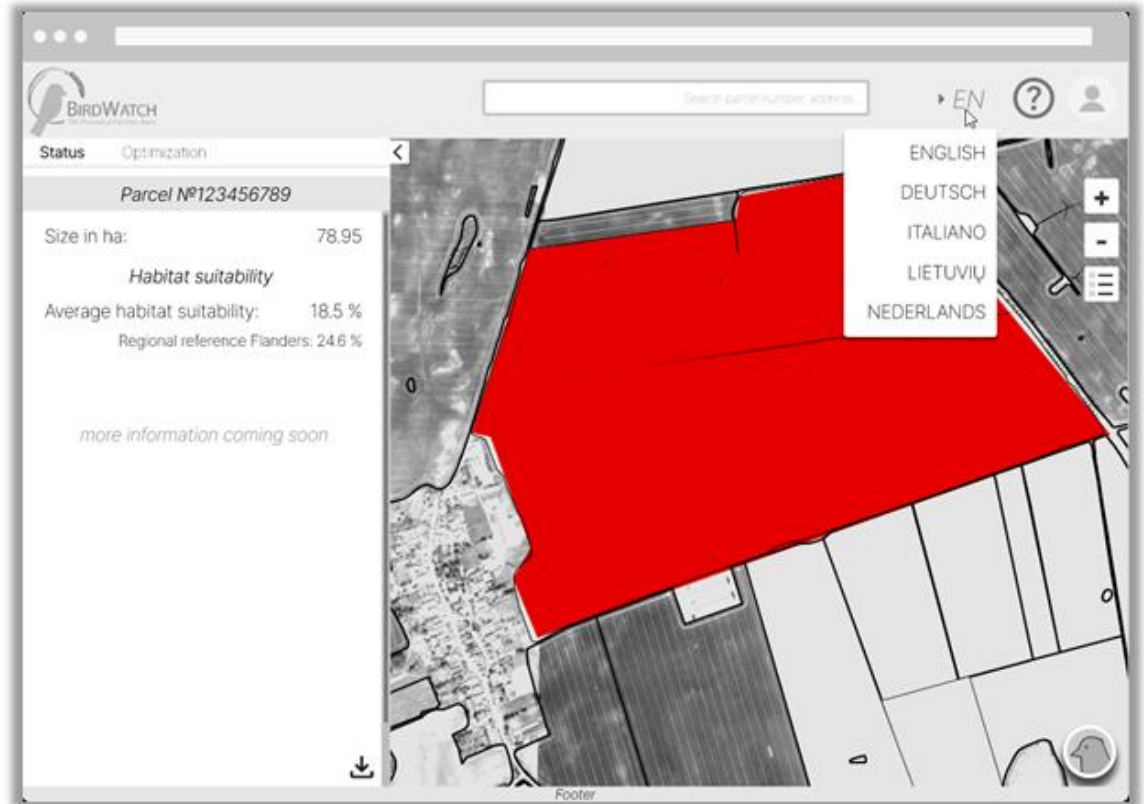 BIRDWATCH
Search parcel number, address...
EN
ENGLISH
DEUTSCH
ITALIANO
LIETUVIŲ
NEDERLANDS
Status Optimization
Parcel №123456789
Size in ha: 78.95
Habitat suitability
Average habitat suitability: 18.5 %
Regional reference Flanders: 24.6 %
more information coming soon
+
-
Footer